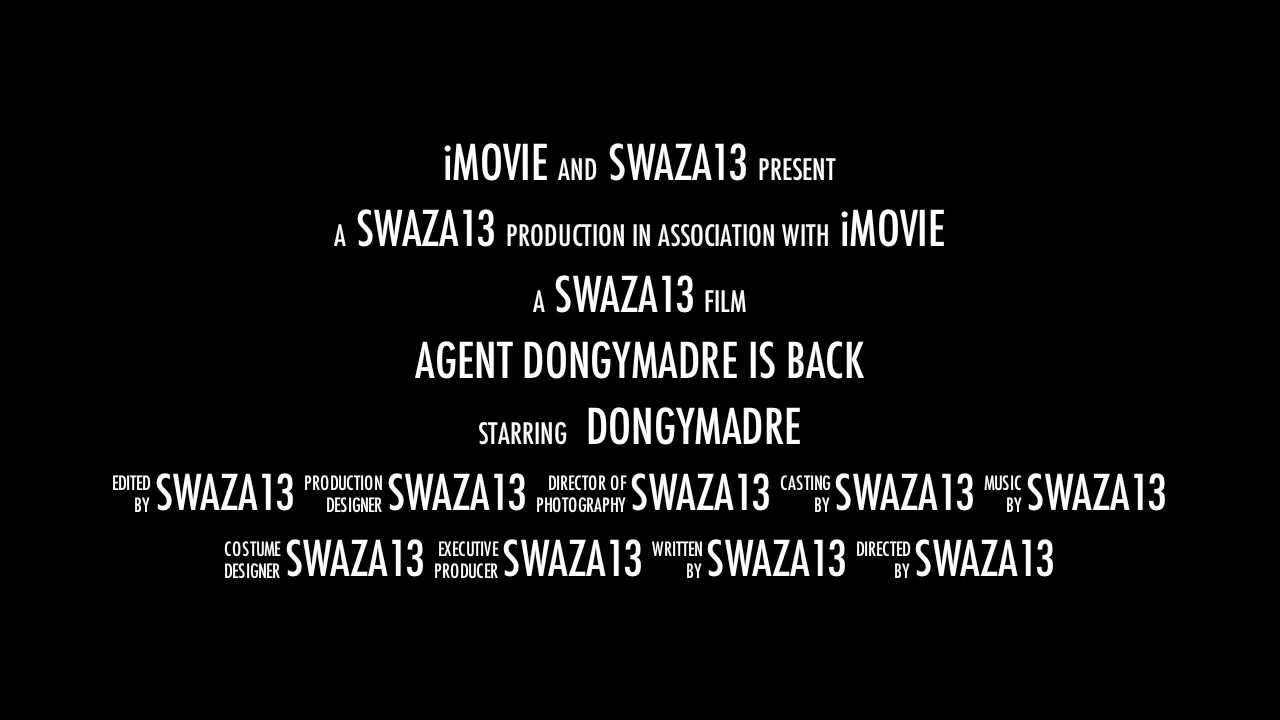 iMOVIE AND SWAZA13 PRESENT
A SWAZA13 PRODUCTION IN ASSOCIATION WITH iMOVIE
A SWAZA13 FILM
AGENT DONGYMADRE IS BACK
STARRING DONGYMADRE
EDITED BY SWAZA13 PRODUCTION DESIGNER SWAZA13 DIRECTOR OF PHOTOGRAPHY SWAZA13 CASTING BY SWAZA13 MUSIC BY SWAZA13
COSTUME DESIGNER SWAZA13 EXECUTIVE PRODUCER SWAZA13 WRITTEN BY SWAZA13 DIRECTED BY SWAZA13